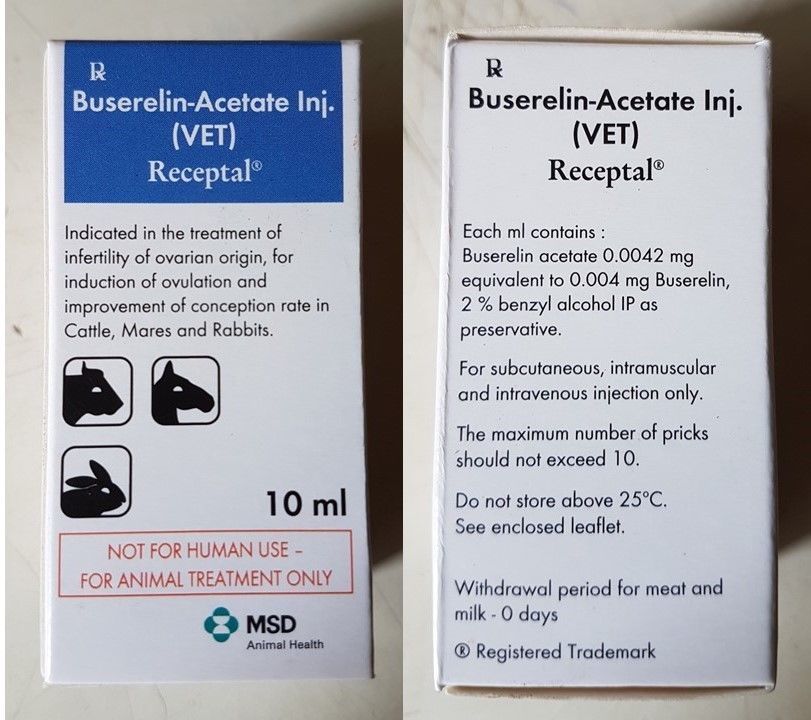 ℞
Buserelin-Acetate Inj.
(VET)
Receptal®
Indicated in the treatment of
infertility of ovarian origin, for
induction of ovulation and
improvement of conception rate in
Cattle, Mares and Rabbits.
10 ml
NOT FOR HUMAN USE –
FOR ANIMAL TREATMENT ONLY
MSD
Animal Health
℞
Buserelin-Acetate Inj.
(VET)
Receptal®
Each ml contains :
Buserelin acetate 0.0042 mg
equivalent to 0.004 mg Buserelin,
2 % benzyl alcohol IP as
preservative.
For subcutaneous, intramuscular
and intravenous injection only.
The maximum number of pricks
should not exceed 10.
Do not store above 25°C.
See enclosed leaflet.
Withdrawal period for meat and
milk - 0 days
® Registered Trademark